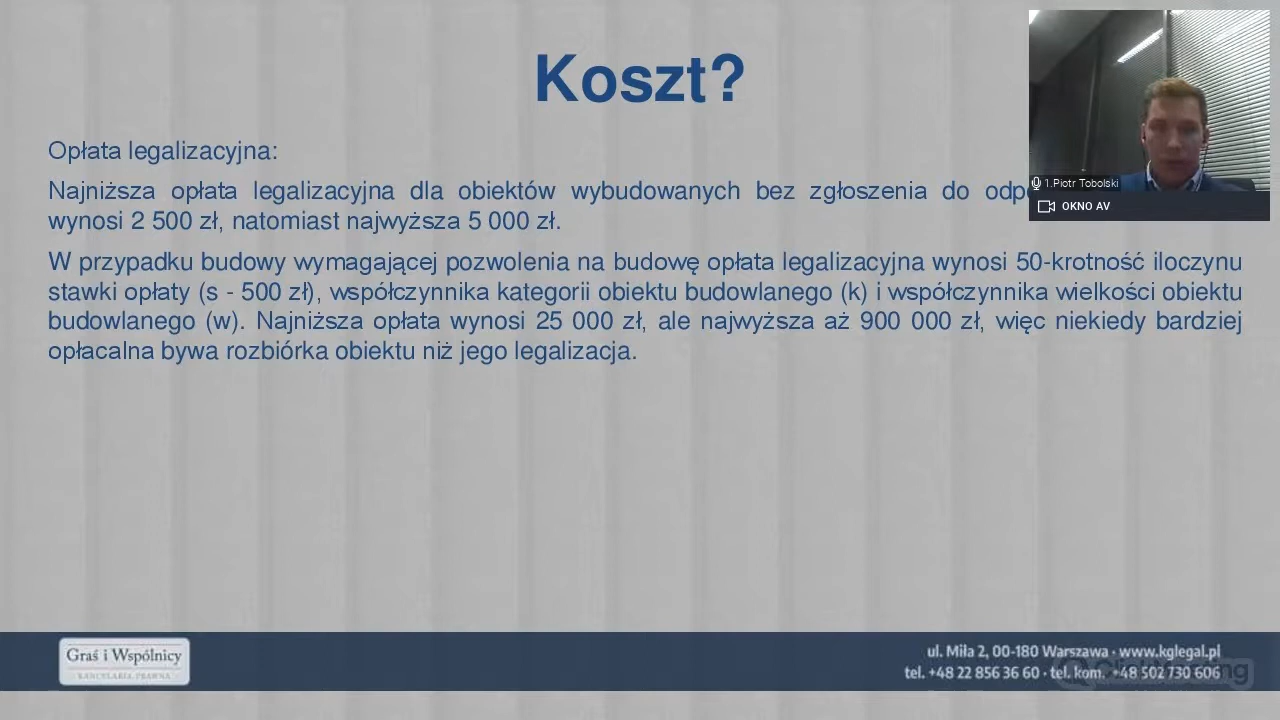 Koszt?
Opłata legalizacyjna:
Najniższa opłata legalizacyjna dla obiektów wybudowanych bez zgłoszenia do
wynosi 2 500 zł, natomiast najwyższa 5 000 zł.
W przypadku budowy wymagającej pozwolenia na budowę opłata legalizacyjna wynosi 50-krotność iloczynu
stawki opłaty (s - 500 zł), współczynnika kategorii obiektu budowlanego (k) i współczynnika wielkości obiektu
budowlanego (w). Najniższa opłata wynosi 25 000 zł, ale najwyższa aż 900 000 zł, więc niekiedy bardziej
opłacalna bywa rozbiórka obiektu niż jego legalizacja.
1.Piotr Tobolski
OKNO AV
Graś i Wspólnicy
KANCELARIA PRAWNA
ul. Miła 2, 00-180 Warszawa · www.kglegal.pl
tel. +48 22 856 36 60 · tel. kom. +48 502 730 606
ClickMeeting